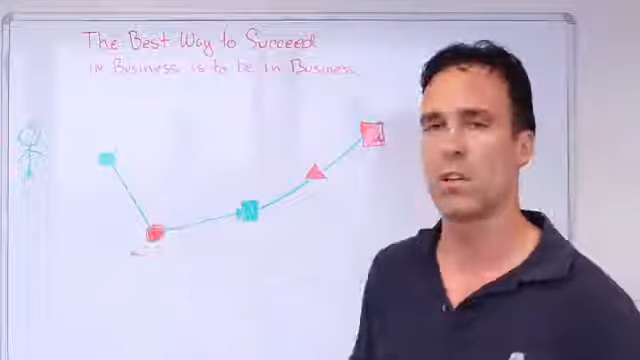 The Best Way to Succeed
in Business is to be in Business